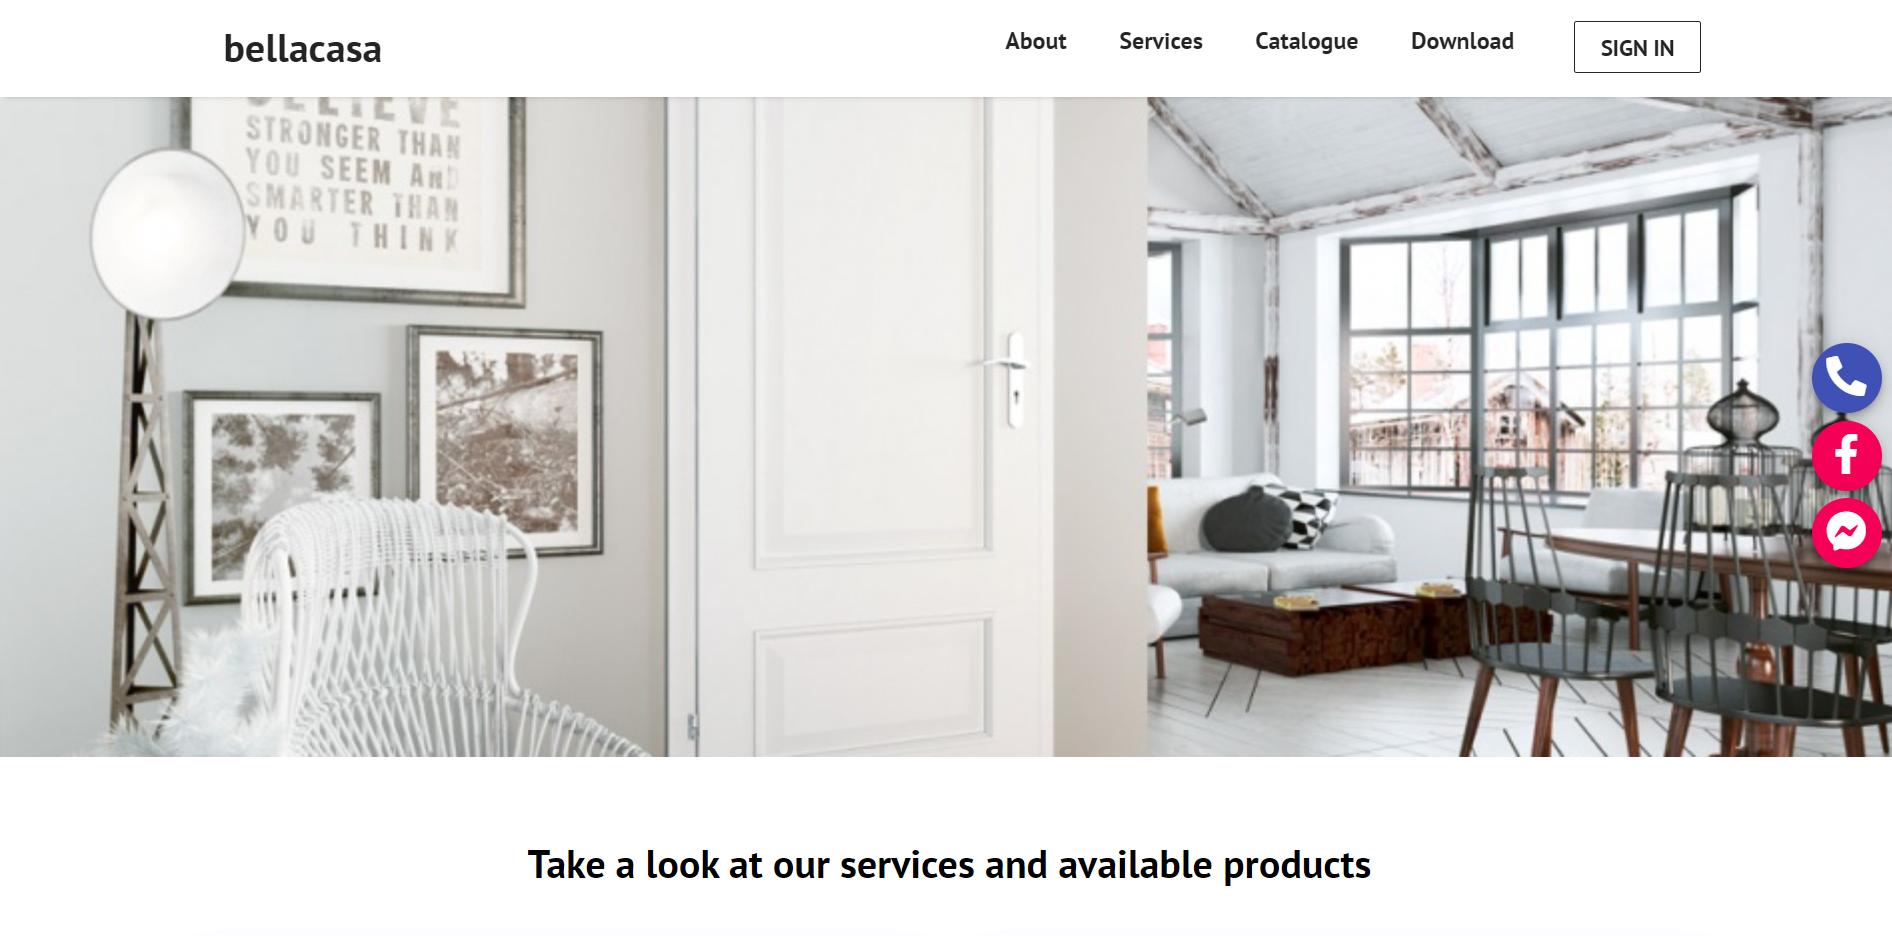 bellacasa
About
Services
Catalogue
Download
SIGN IN
BELIEVE
STRONGER THAN
YOU SEEM AND
SMARTER THAN
YOU THINK
Take a look at our services and available products